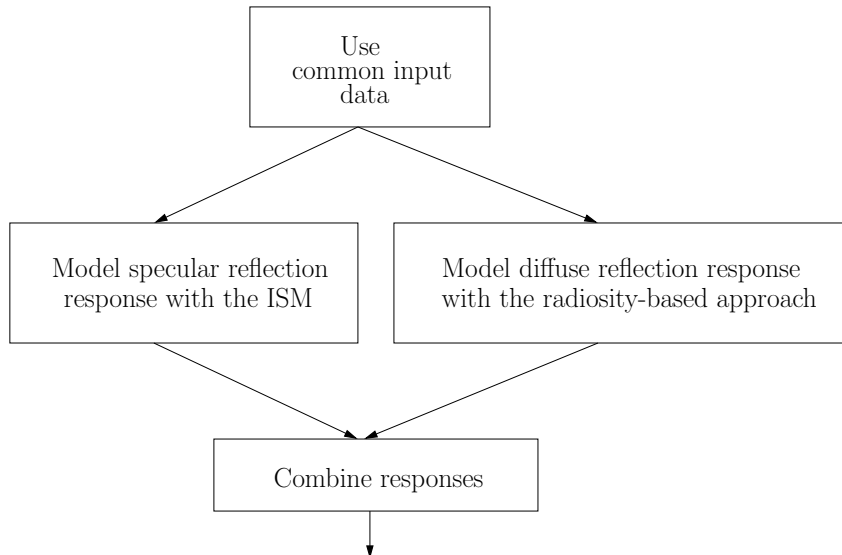 Use
common input
data
Model specular reflection
response with the ISM
Model diffuse reflection response
with the radiosity-based approach
Combine responses